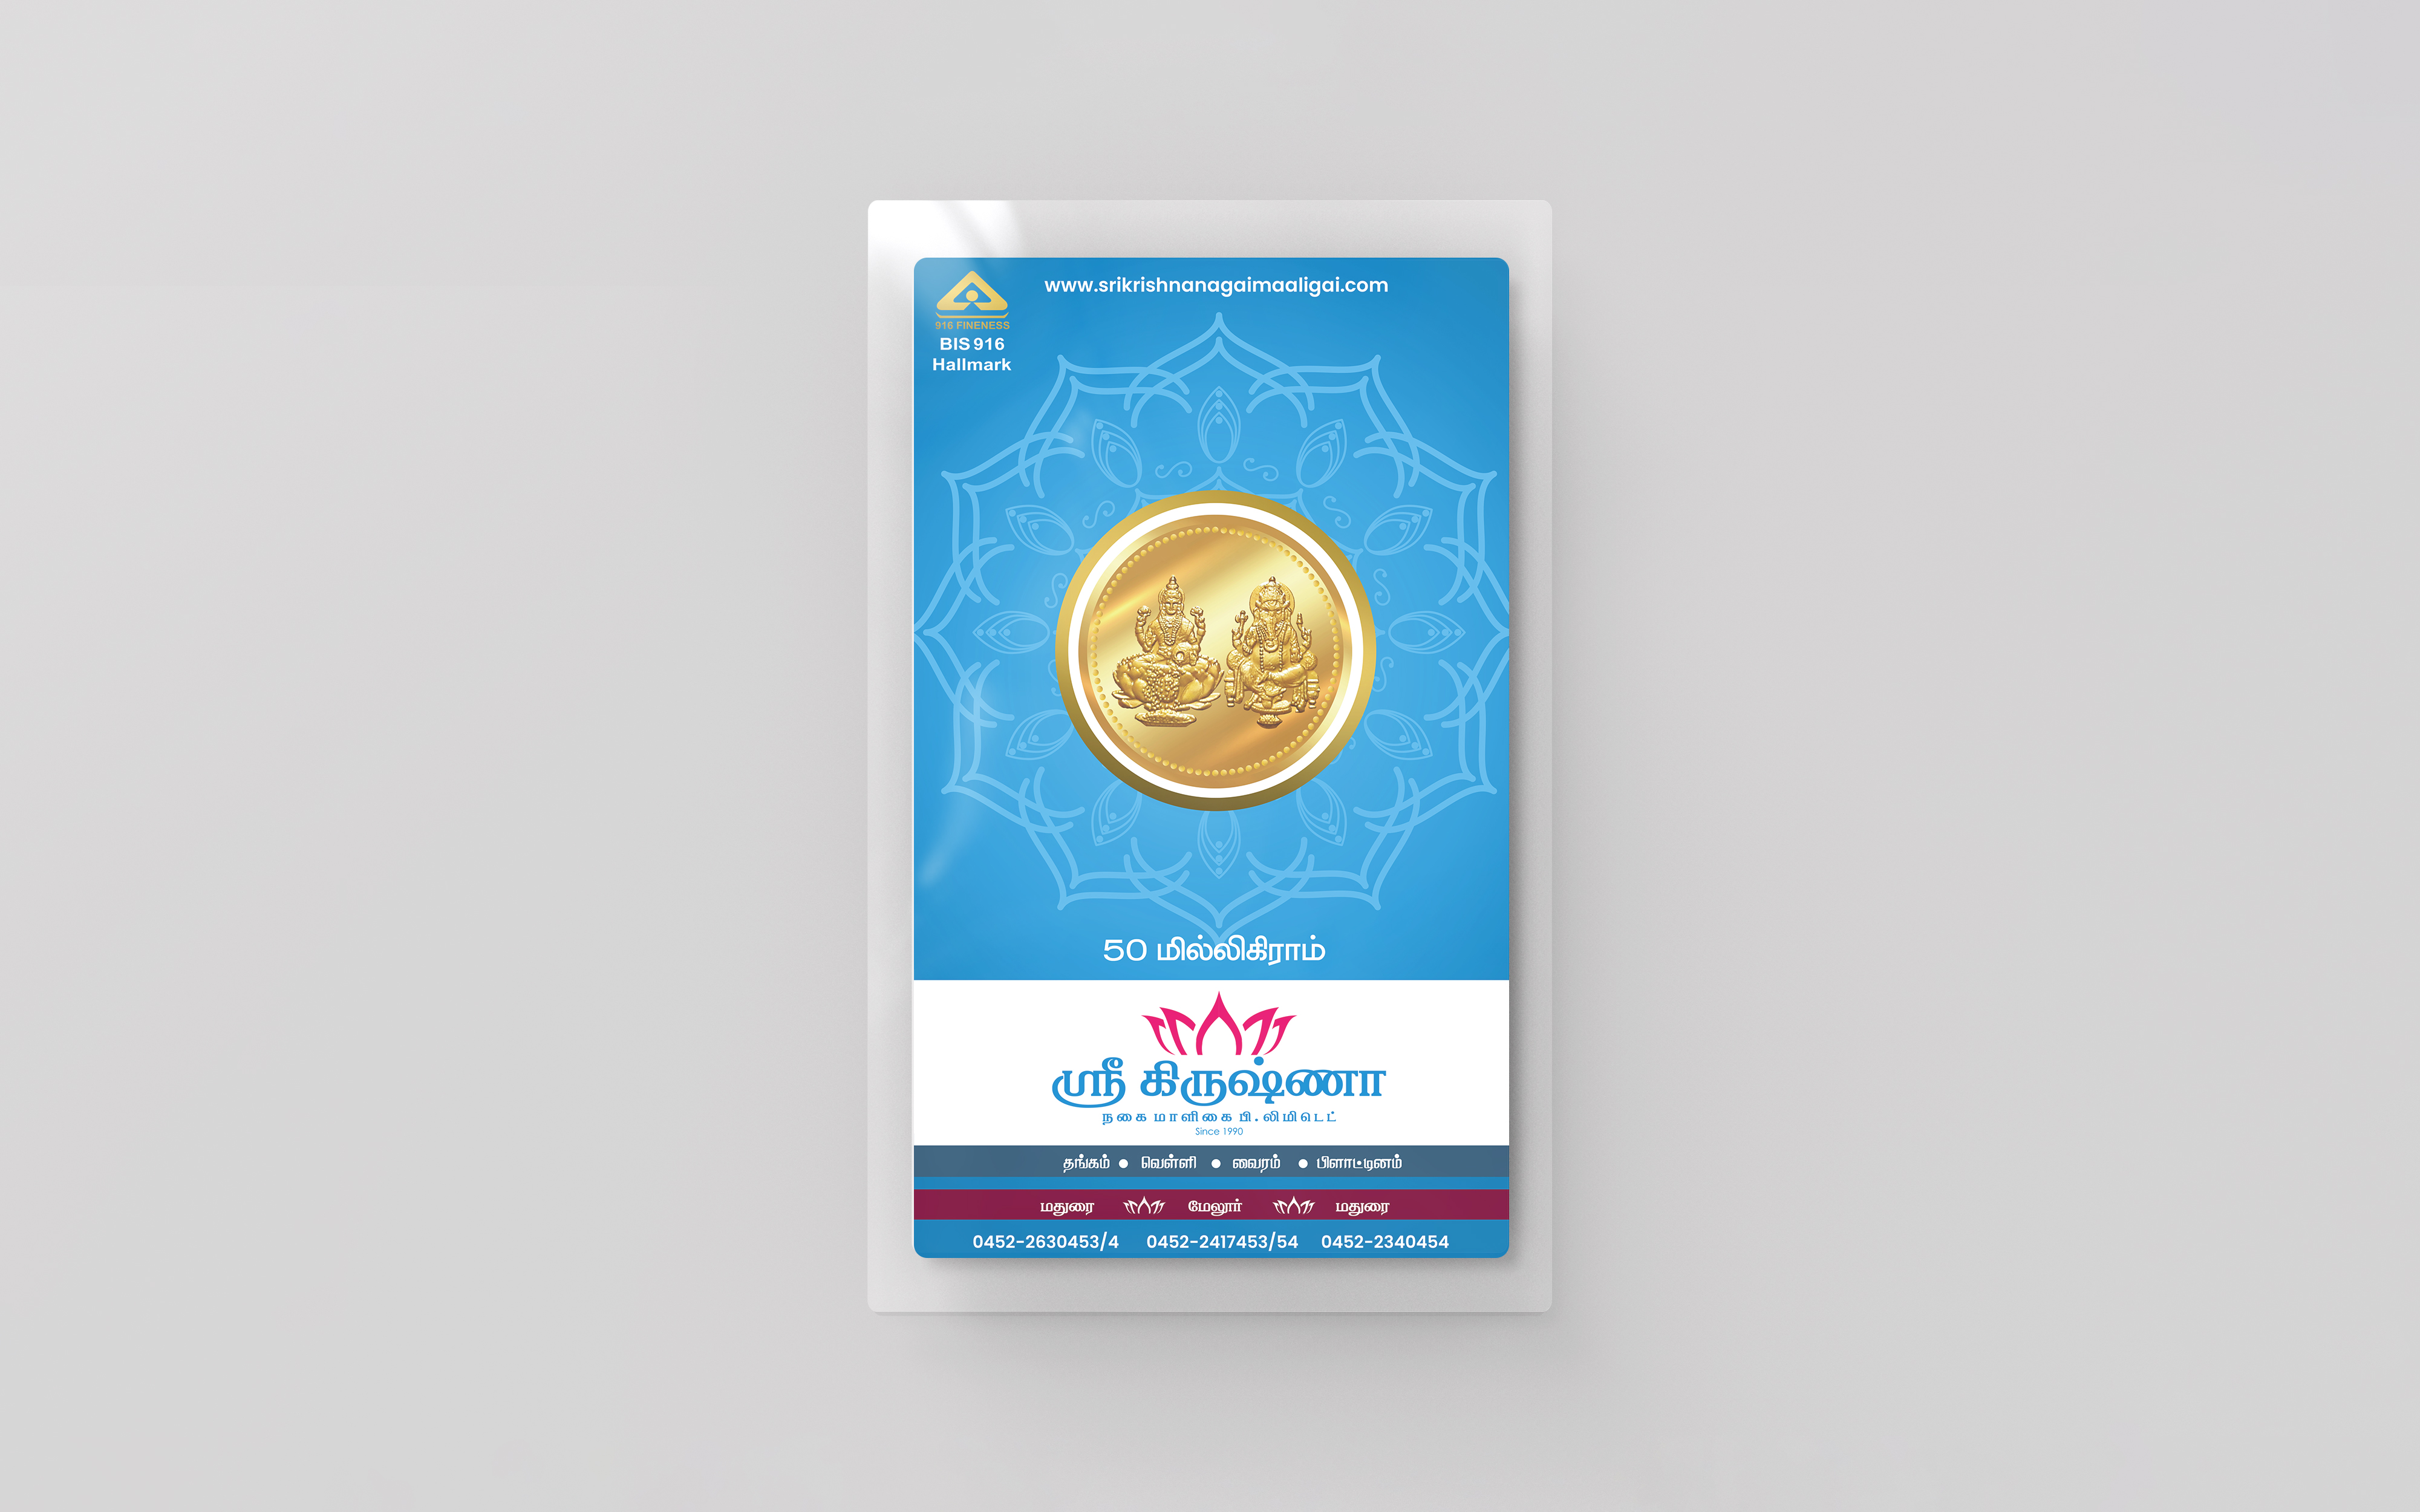 www.srikrishnanagaimaaligai.com
916 FINENESS
BIS 916
Hallmark
50 மில்லிகிராம்
ஸ்ரீ கிருஷ்ணா
நகை மாளிகை பி.லிமிடெட்
Since 1990
தங்கம் ● வெள்ளி ● வைரம் ● பிளாட்டினம்
மதுரை மேலூர் மதுரை
0452-2630453/4 0452-2417453/54 0452-2340454